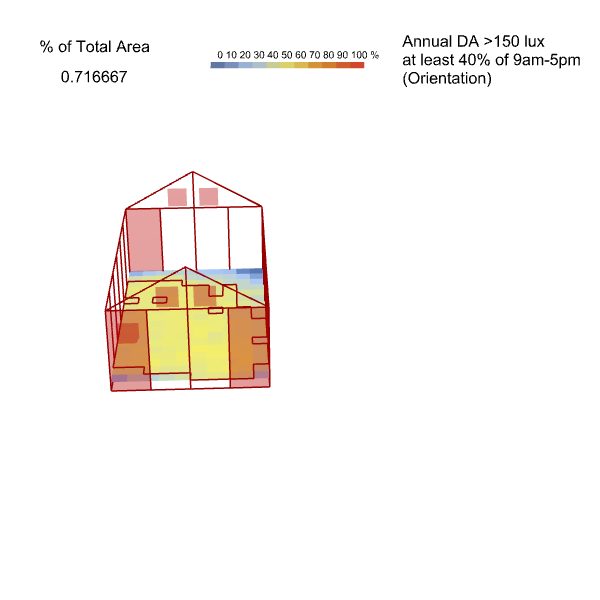 % of Total Area
0.716667
0 10 20 30 40 50 60 70 80 90 100 %
Annual DA >150 lux
at least 40% of 9am-5pm
(Orientation)